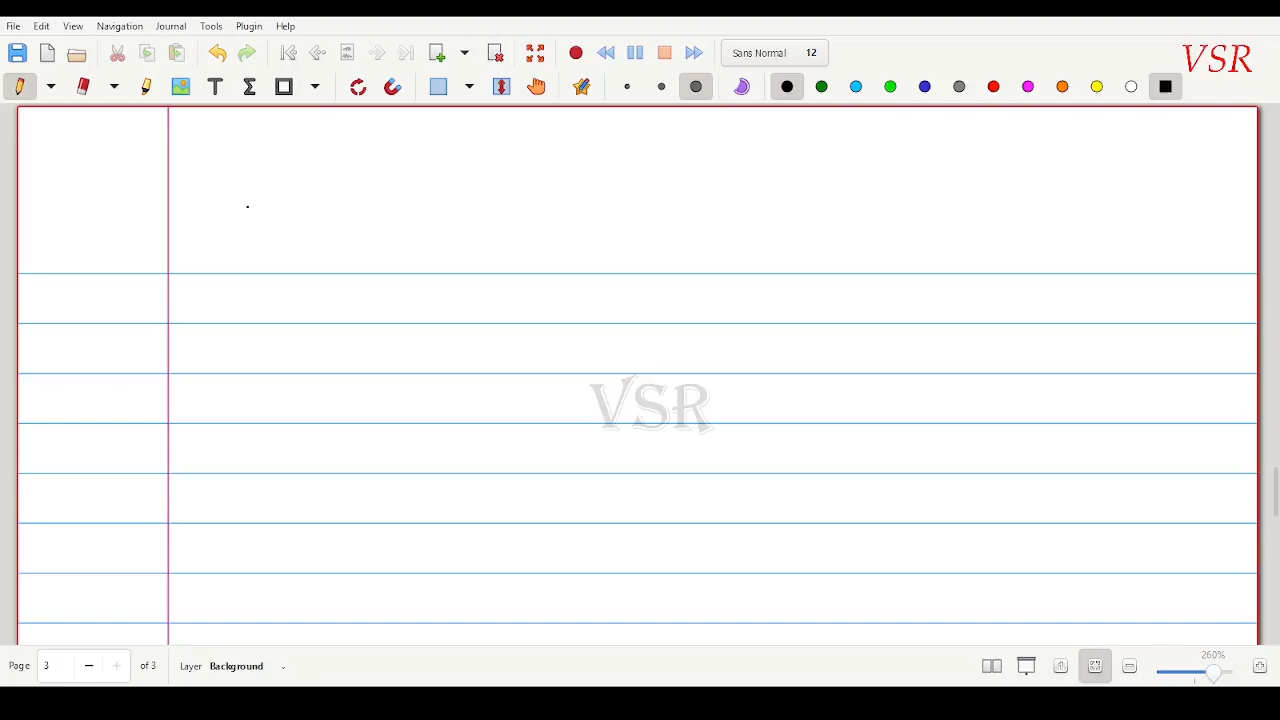 File Edit View Navigation Journal Tools Plugin Help
Sans Normal 12
VSR
VSR
Page 3 of 3 Layer Background 260%